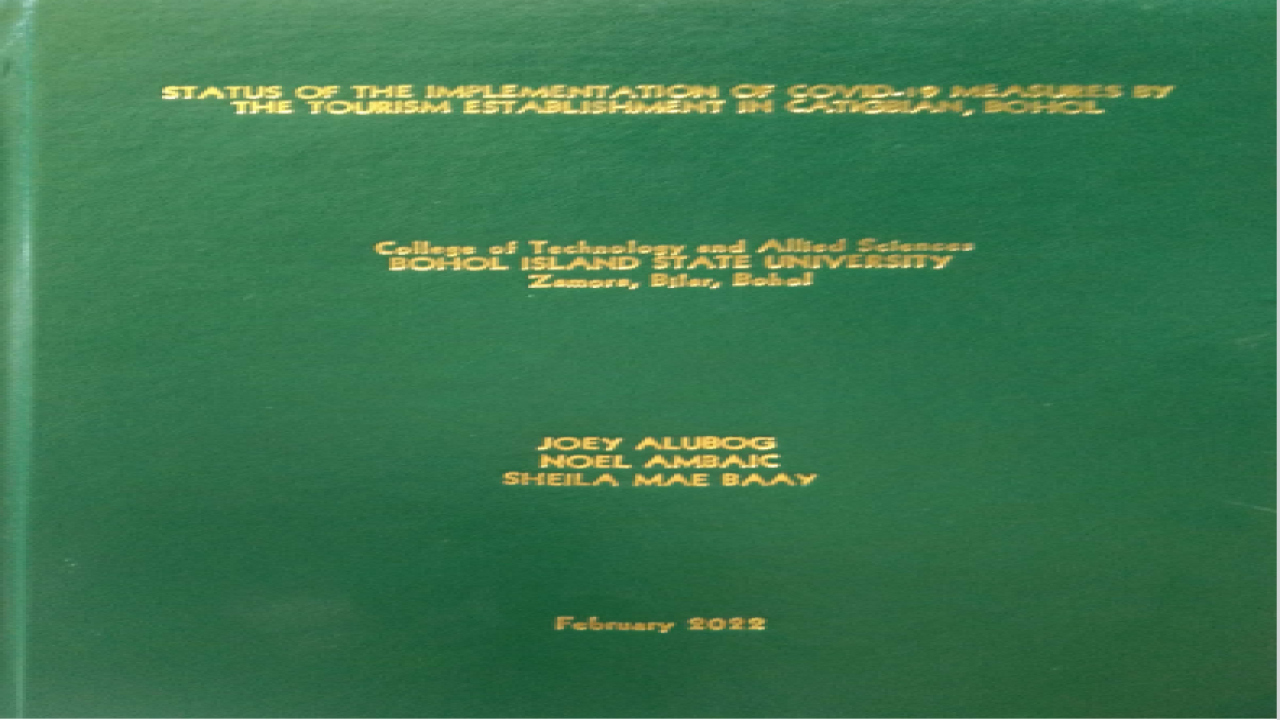 STATUS OF THE IMPLEMENTATION OF COVID-19 MEASURES BY
THE TOURISM ESTABLISHMENT IN CATIGBIAN, BOHOL
College of Technology and Allied Sciences
BOHOL ISLAND STATE UNIVERSITY
Zamora, Bilar, Bohol
JOEY ALUBOG
NOEL AMBAIC
SHEILA MAE BAAY
February 2022